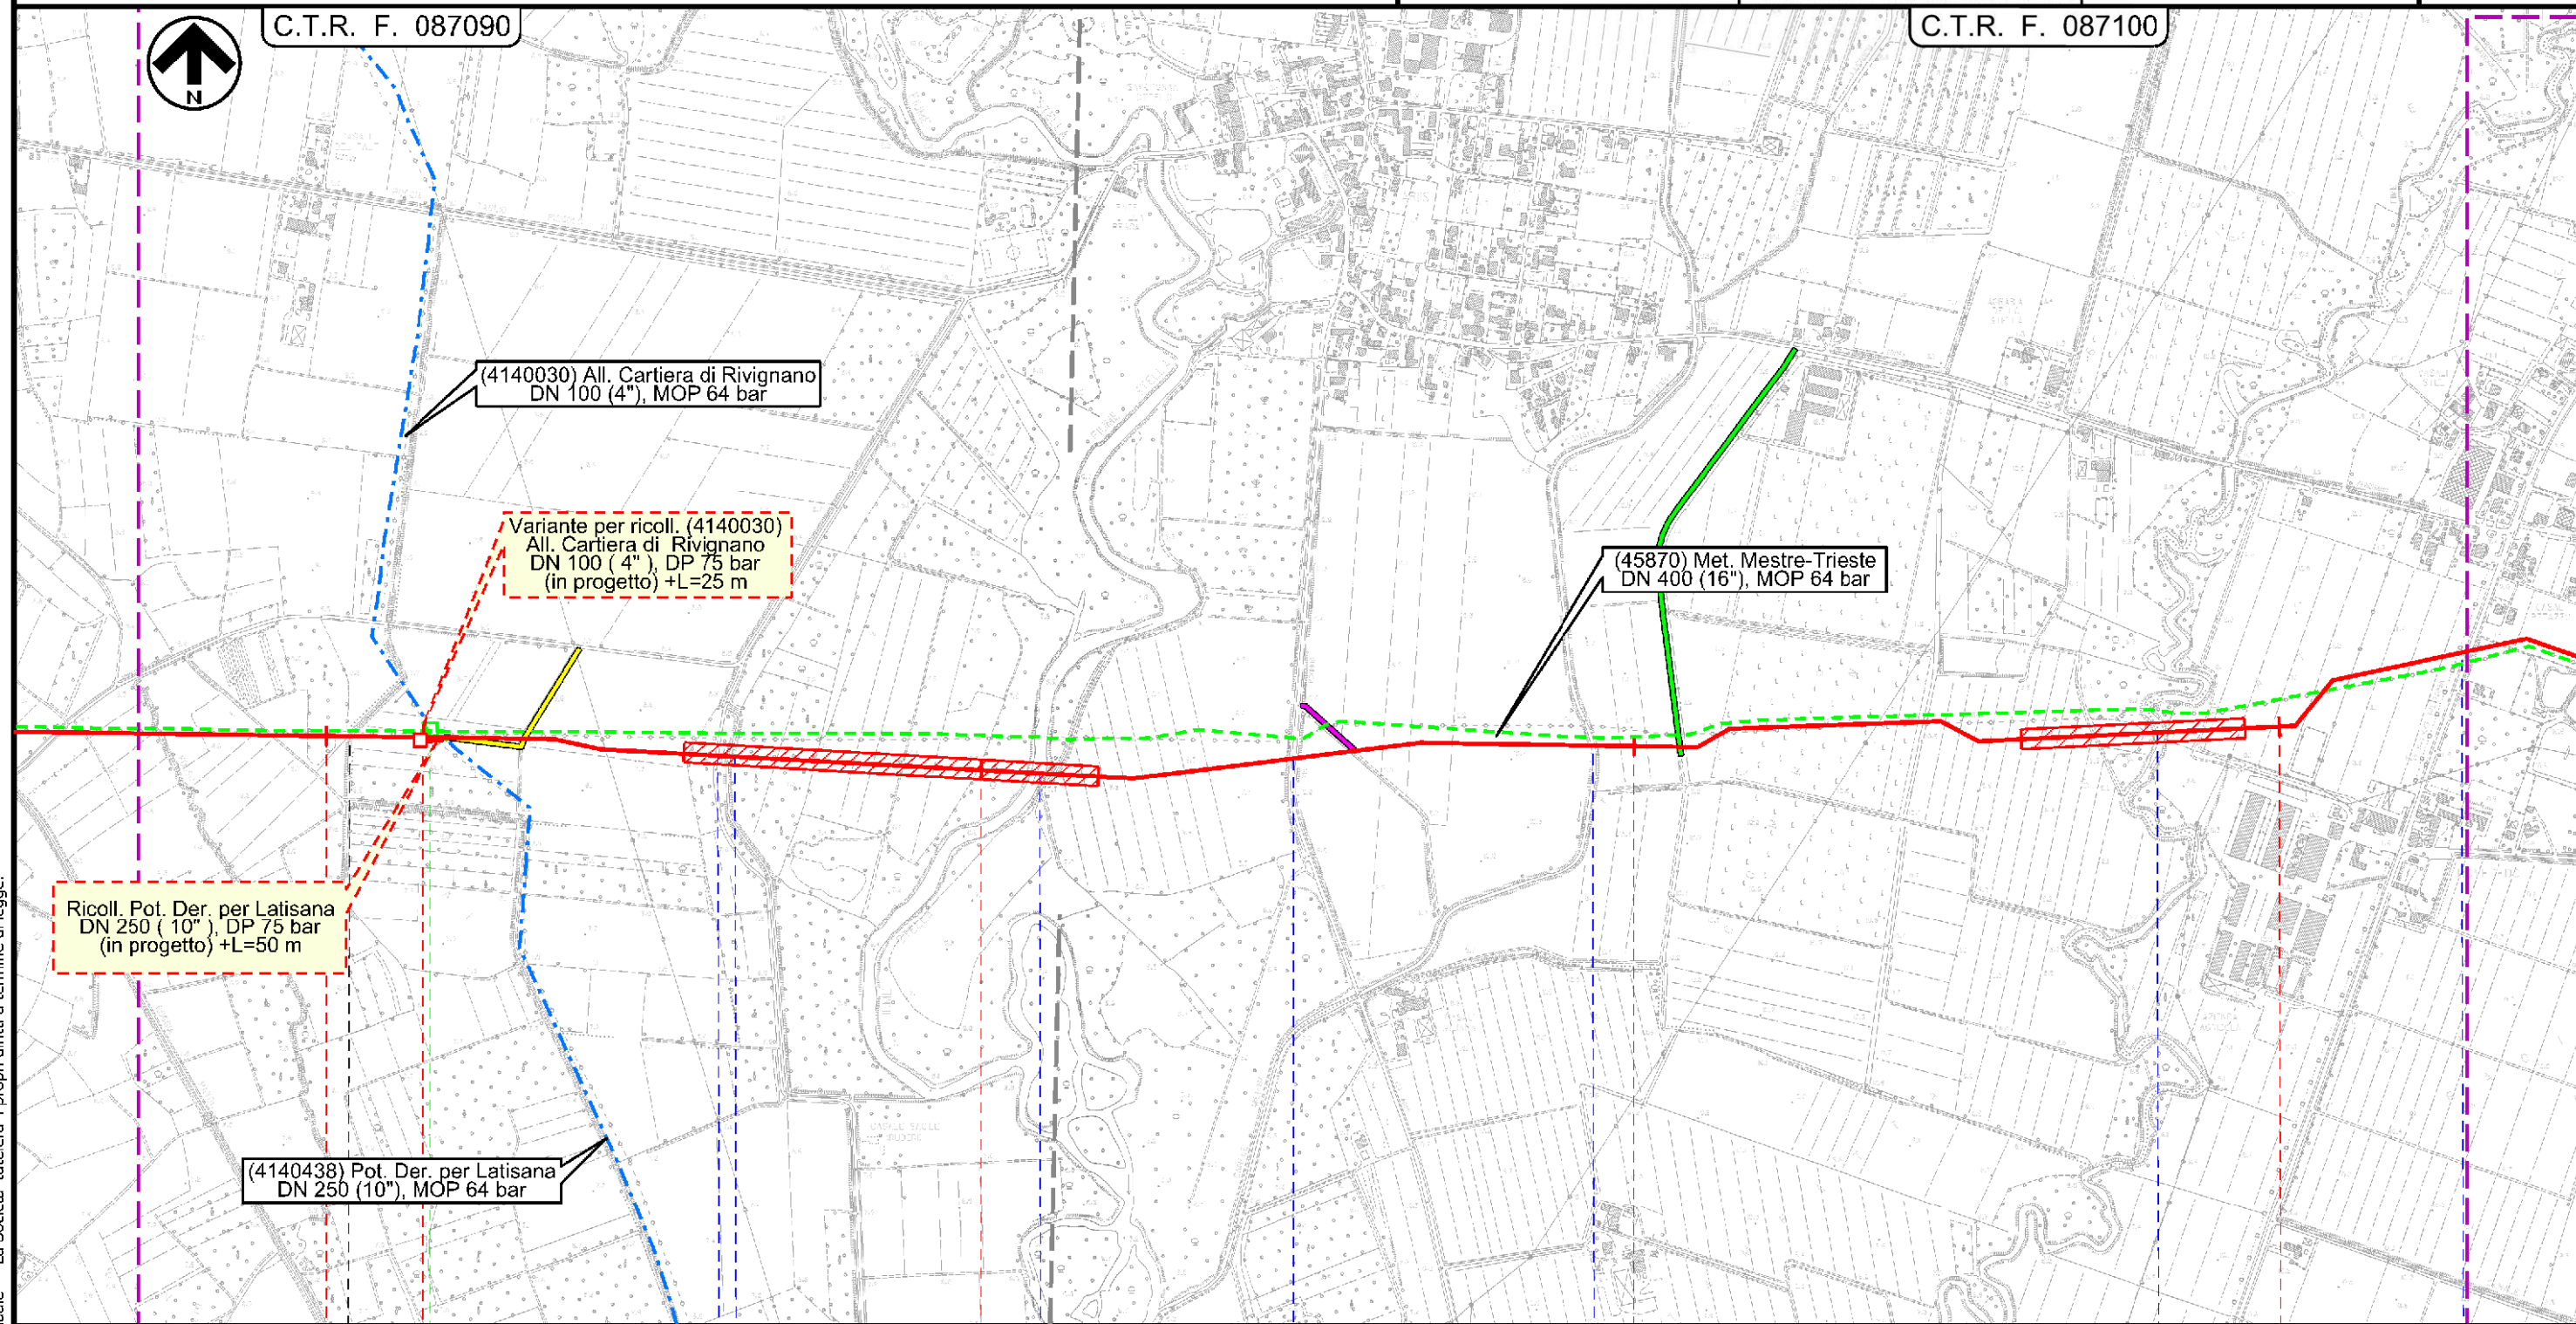 C.T.R. F. 087090
C.T.R. F. 087100
N
(4140030) All. Cartiera di Rivignano
DN 100 (4"), MOP 64 bar
Variante per ricoll. (4140030)
All. Cartiera di Rivignano
DN 100 ( 4" ), DP 75 bar
(in progetto) +L=25 m
(45870) Met. Mestre-Trieste
DN 400 (16"), MOP 64 bar
Ricoll. Pot. Der. per Latisana
DN 250 ( 10" ), DP 75 bar
(in progetto) +L=50 m
(4140438) Pot. Der. per Latisana
DN 250 (10"), MOP 64 bar